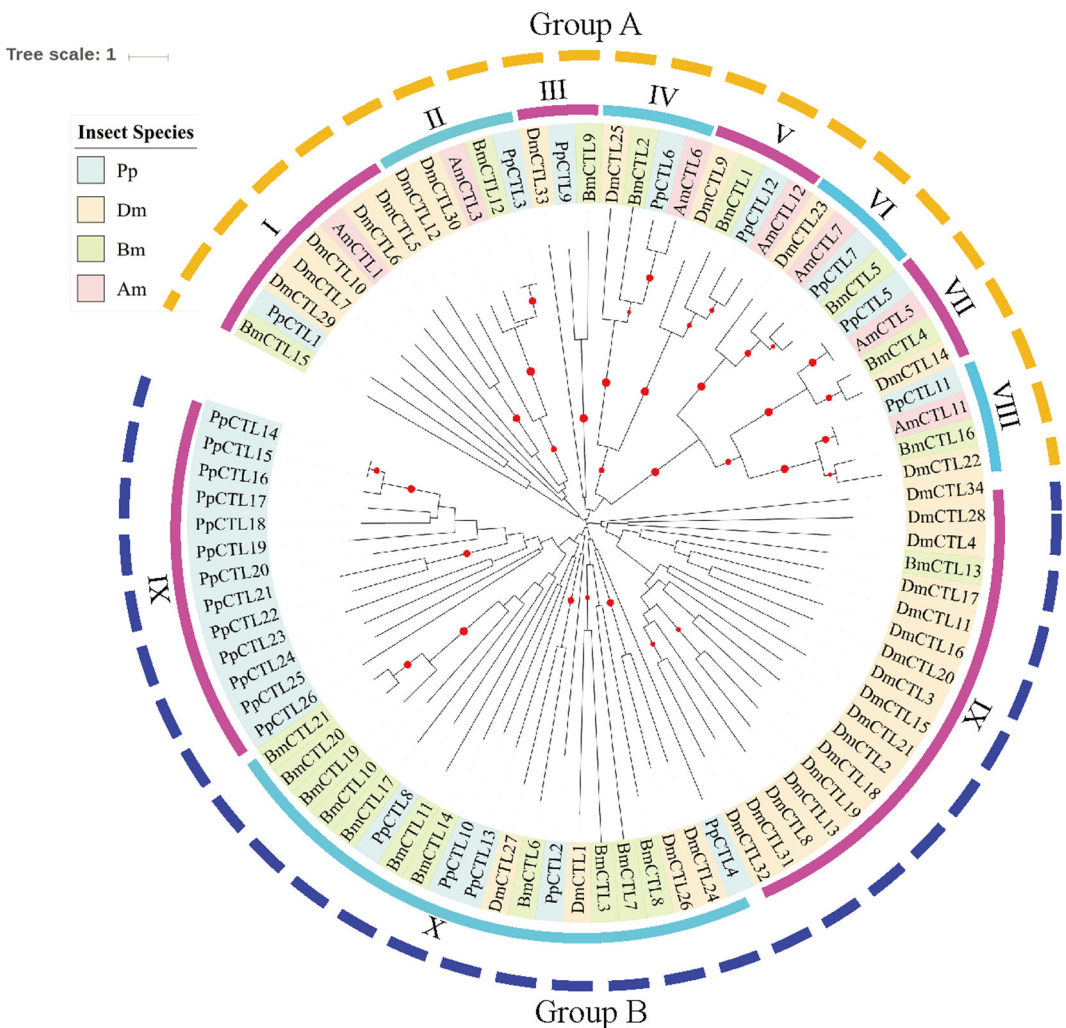 Group A
Tree scale: 1
Insect Species
Pp
Dm
Bm
Am
I
II
III
IV
V
VI
VII
VIII
IX
X
XI
BmCTL15
PpCTL1
DmCTL29
DmCTL7
DmCTL10
AmCTL1
DmCTL6
DmCTL5
DmCTL12
DmCTL30
AmCTL3
BmCTL12
PpCTL3
DmCTL33
PpCTL9
BmCTL9
DmCTL25
BmCTL2
PpCTL6
AmCTL6
DmCTL9
BmCTL1
PpCTL12
AmCTL12
DmCTL23
AmCTL7
PpCTL7
BmCTL5
PpCTL5
AmCTL5
BmCTL4
DmCTL14
PpCTL11
AmCTL11
BmCTL16
DmCTL22
DmCTL34
DmCTL28
DmCTL4
BmCTL13
DmCTL17
DmCTL11
DmCTL16
DmCTL20
DmCTL3
DmCTL15
DmCTL21
DmCTL2
DmCTL18
DmCTL19
DmCTL13
DmCTL8
DmCTL31
DmCTL32
PpCTL4
DmCTL24
DmCTL26
BmCTL8
BmCTL7
BmCTL3
DmCTL1
PpCTL2
BmCTL6
DmCTL27
PpCTL13
PpCTL10
BmCTL14
BmCTL11
PpCTL8
BmCTL17
BmCTL10
BmCTL19
BmCTL20
BmCTL21
PpCTL26
PpCTL25
PpCTL24
PpCTL23
PpCTL22
PpCTL21
PpCTL20
PpCTL19
PpCTL18
PpCTL17
PpCTL16
PpCTL15
PpCTL14
Group B